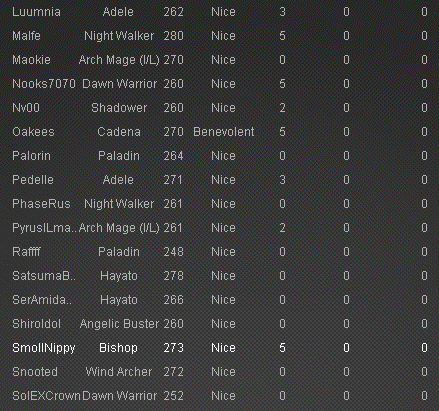 Luumnia Adele 262 Nice 3 0 0
Malfe Night Walker 280 Nice 5 0 0
Maokie Arch Mage (I/L) 270 Nice 0 0 0
Nooks7070 Dawn Warrior 260 Nice 5 0 0
Nv00 Shadower 260 Nice 2 0 0
Oakees Cadena 270 Benevolent 5 0 0
Palorin Paladin 264 Nice 0 0 0
Pedelle Adele 271 Nice 3 0 0
PhaseRus Night Walker 261 Nice 0 0 0
PyrusILma.. Arch Mage (I/L) 261 Nice 2 0 0
Raffff Paladin 248 Nice 0 0 0
SatsumaB.. Hayato 278 Nice 0 0 0
SerAmida.. Hayato 266 Nice 0 0 0
ShiroIdol Angelic Buster 260 Nice 0 0 0
SmollNippy Bishop 273 Nice 5 0 0
Snooted Wind Archer 272 Nice 0 0 0
SolEXCrown Dawn Warrior 252 Nice 0 0 0